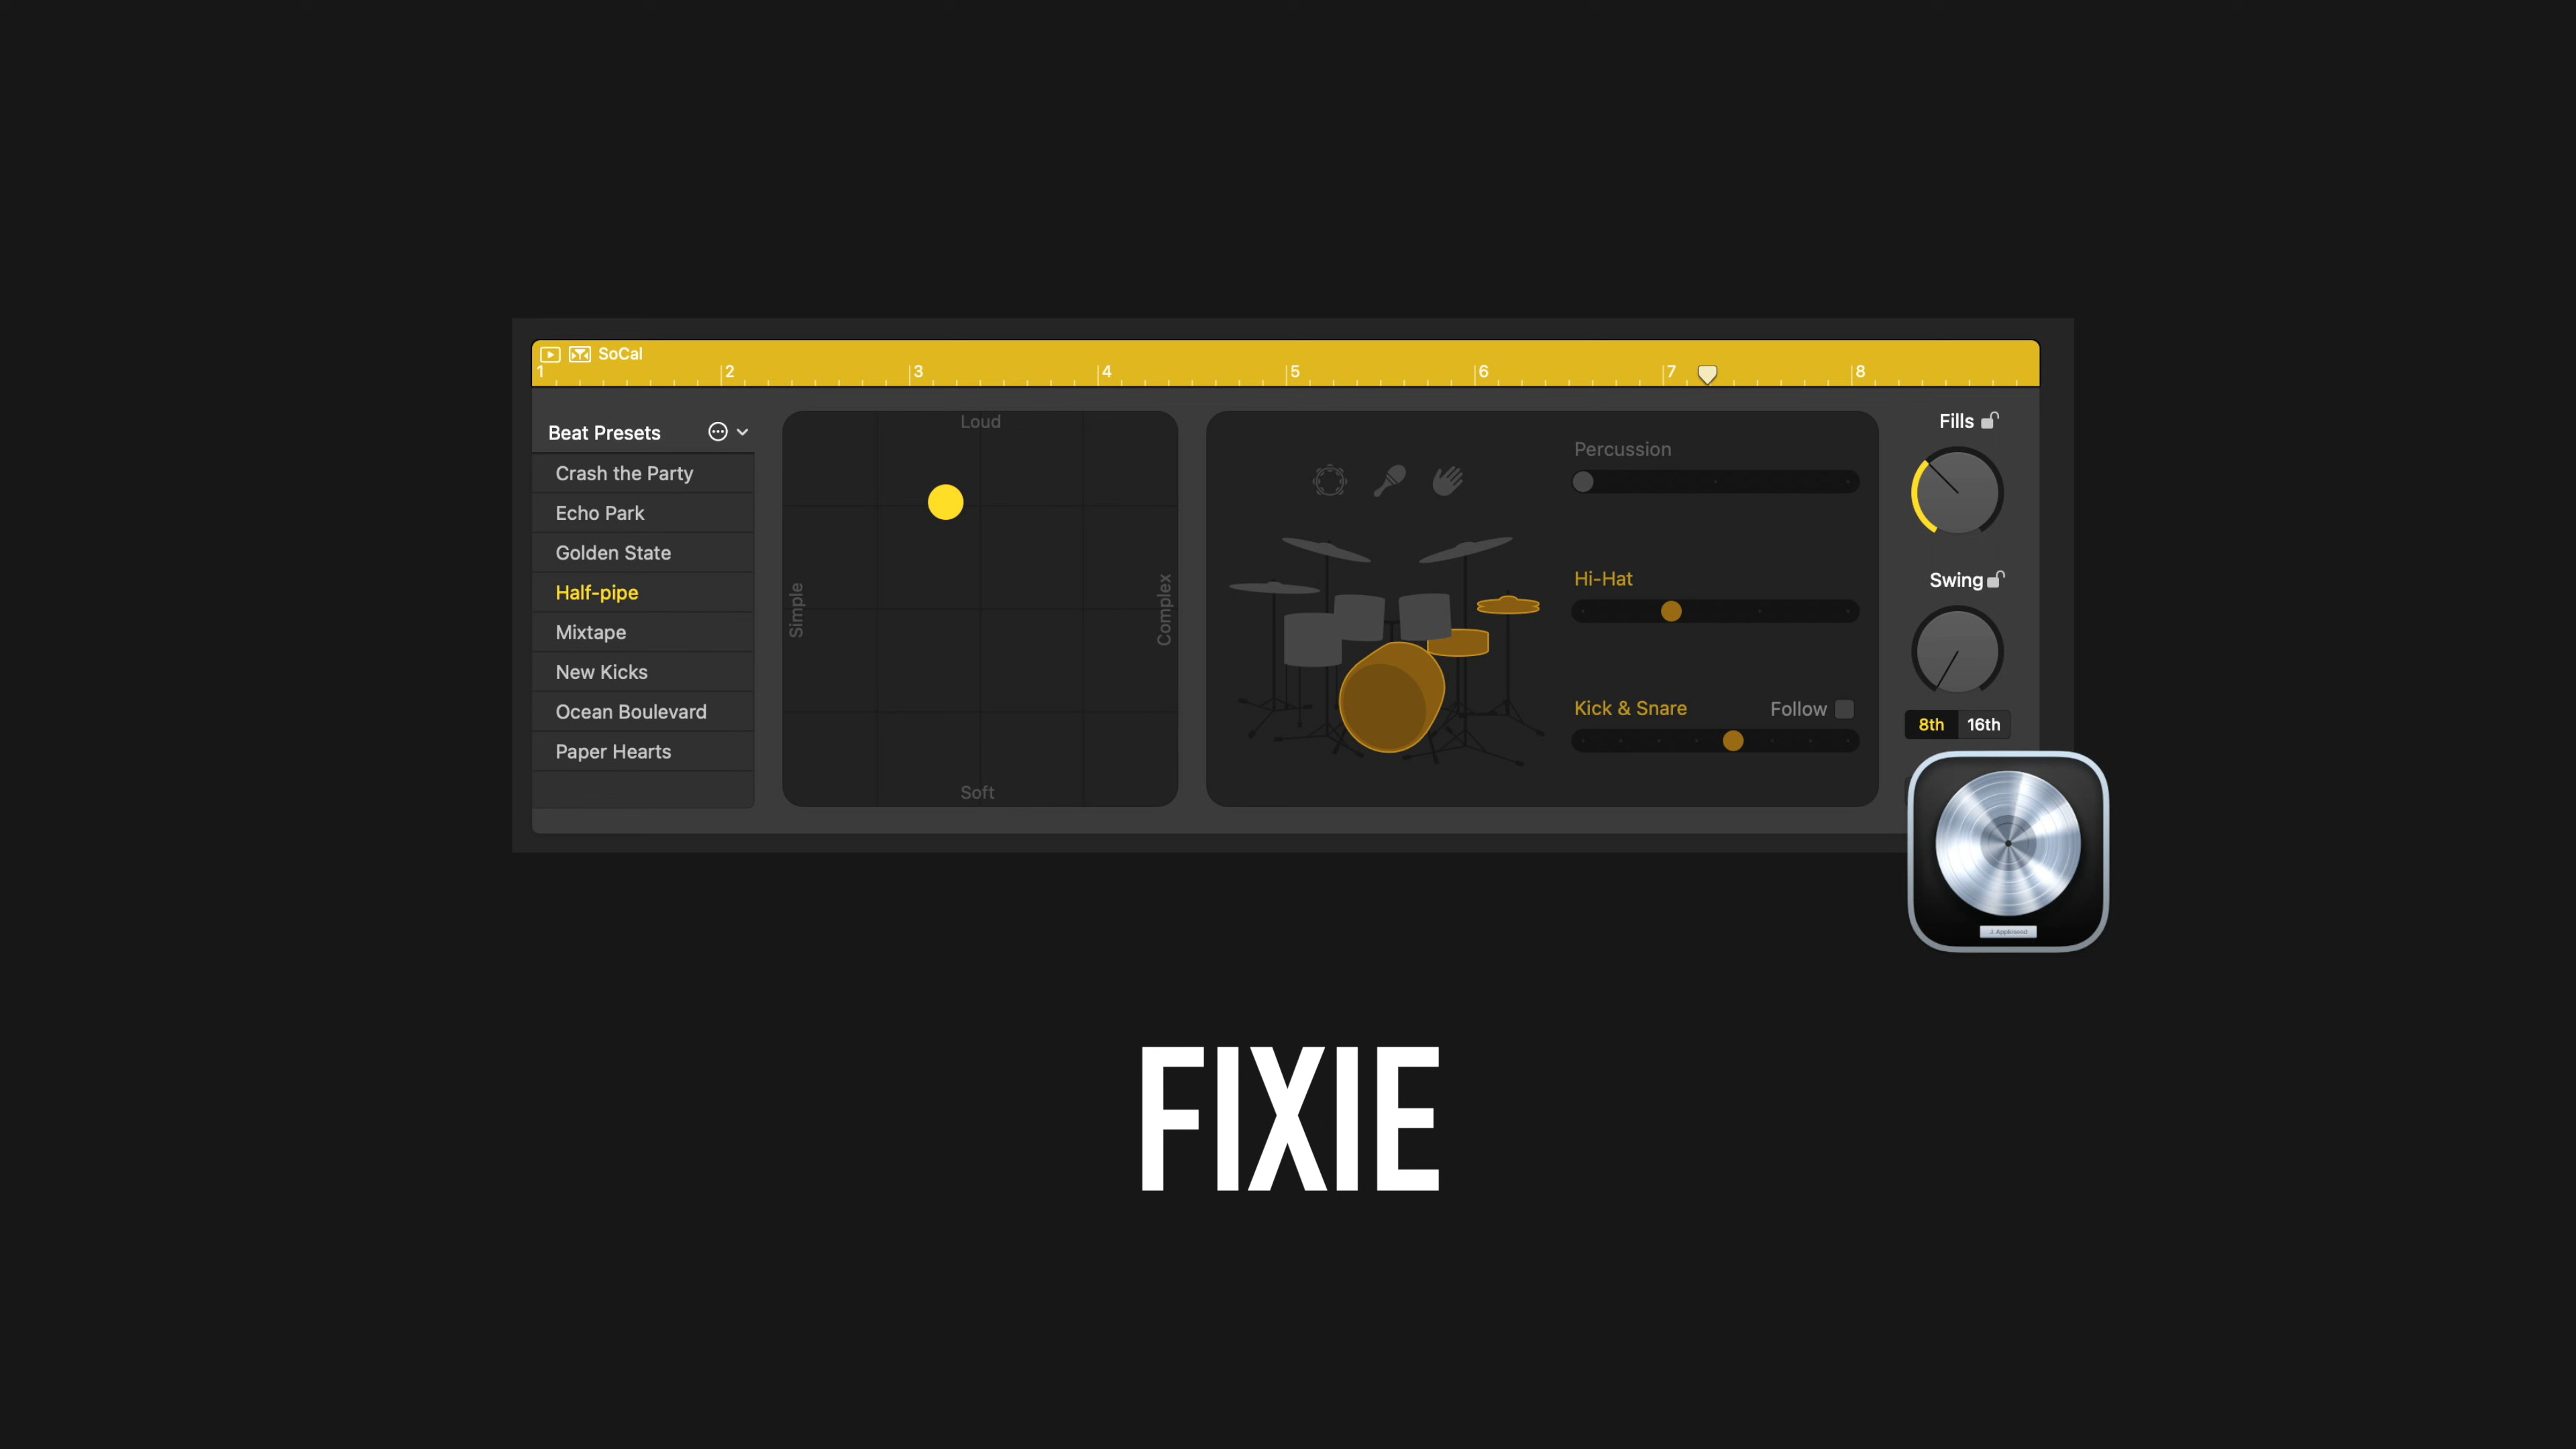 SoCal
1 2 3 4 5 6 7 8
Beat Presets
Crash the Party
Echo Park
Golden State
Half-pipe
Mixtape
New Kicks
Ocean Boulevard
Paper Hearts
Loud
Simple
Complex
Soft
Percussion
Hi-Hat
Kick & Snare Follow
Fills
Swing
8th 16th
J. Appleseed
FIXIE